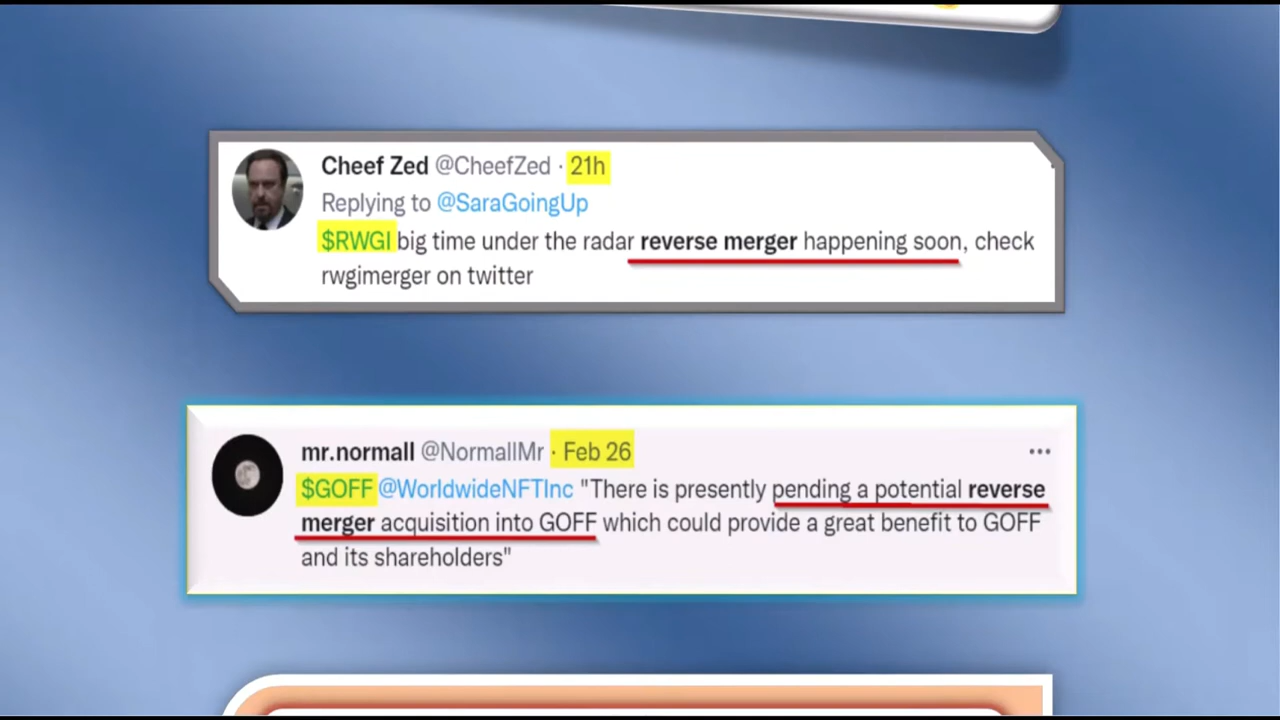 Cheef Zed @CheefZed · 21h
Replying to @SaraGoingUp
$RWGI big time under the radar reverse merger happening soon, check
rwgimerger on twitter
mr.normall @NormallMr · Feb 26
$GOFF @WorldwideNFTInc "There is presently pending a potential reverse
merger acquisition into GOFF which could provide a great benefit to GOFF
and its shareholders"